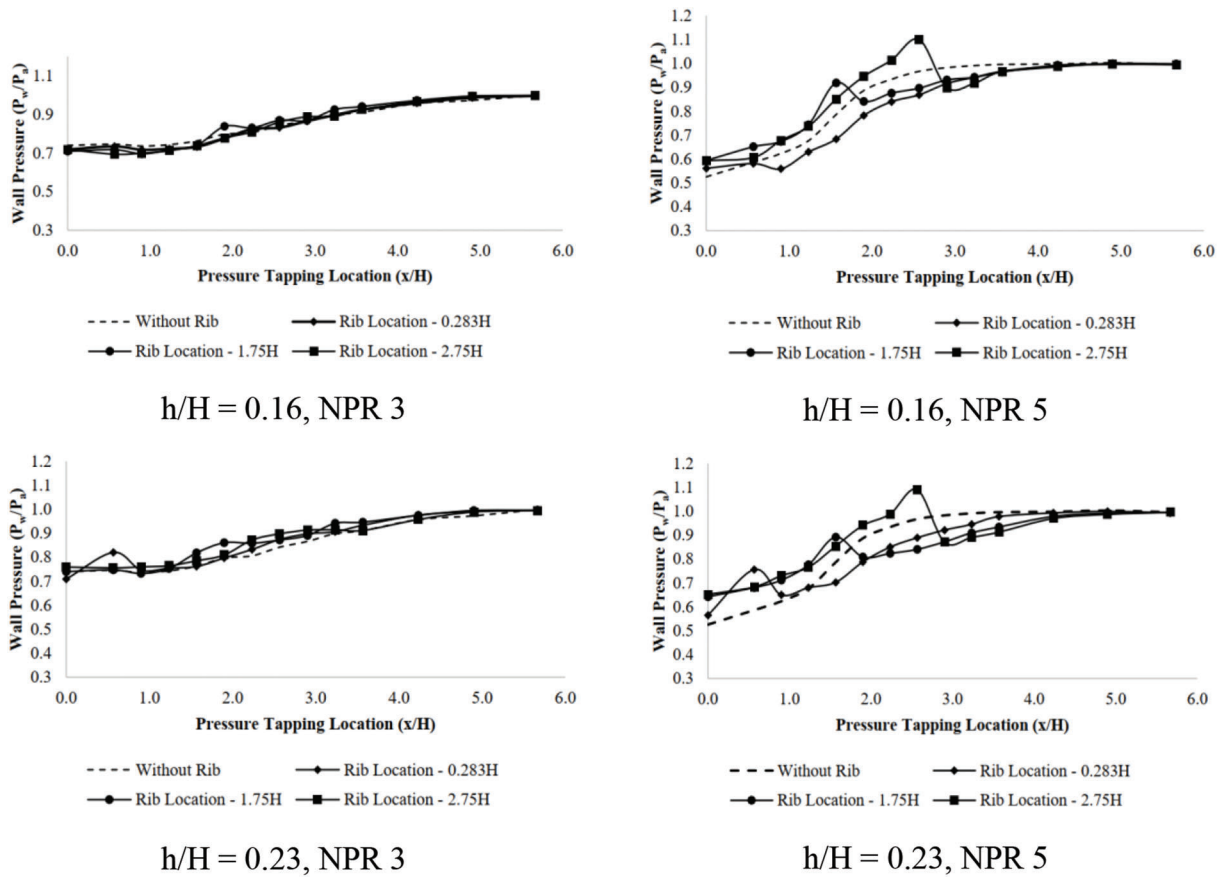 1.1
0.9
0.7
0.5
0.3
0.0 1.0 2.0 3.0 4.0 5.0 6.0
Wall Pressure (Pw/Pa)
Pressure Tapping Location (x/H)
Without Rib Rib Location - 0.283H
Rib Location - 1.75H Rib Location - 2.75H
h/H = 0.16, NPR 3
1.2
1.1
1.0
0.9
0.8
0.7
0.6
0.5
0.4
0.3
0.0 1.0 2.0 3.0 4.0 5.0 6.0
Wall Pressure (Pw/Pa)
Pressure Tapping Location (x/H)
Without Rib Rib Location - 0.283H
Rib Location - 1.75H Rib Location - 2.75H
h/H = 0.16, NPR 5
1.2
1.1
1.0
0.9
0.8
0.7
0.6
0.5
0.4
0.3
0.0 1.0 2.0 3.0 4.0 5.0 6.0
Wall Pressure (Pw/Pa)
Pressure Tapping Location (x/H)
Without Rib Rib Location - 0.283H
Rib Location - 1.75H Rib Location - 2.75H
h/H = 0.23, NPR 3
1.2
1.1
1.0
0.9
0.8
0.7
0.6
0.5
0.4
0.3
0.0 1.0 2.0 3.0 4.0 5.0 6.0
Wall Pressure (Pw/Pa)
Pressure Tapping Location (x/H)
Without Rib Rib Location - 0.283H
Rib Location - 1.75H Rib Location - 2.75H
h/H = 0.23, NPR 5